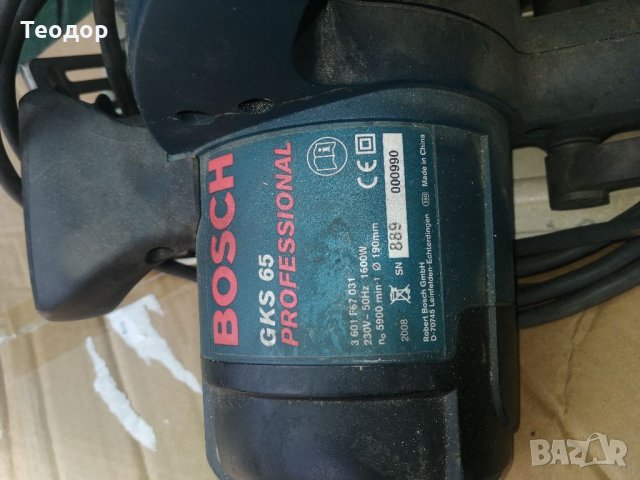 Теодор
BOSCH
GKS 65
PROFESSIONAL
3 601 F67 031
230V~ 50Hz 1600W
n₀ 5900 min-1 Ø 190mm
2008
SN 889 000990
CE
Robert Bosch GmbH
D-70745 Leinfelden-Echterdingen
Made in China
BAZAR